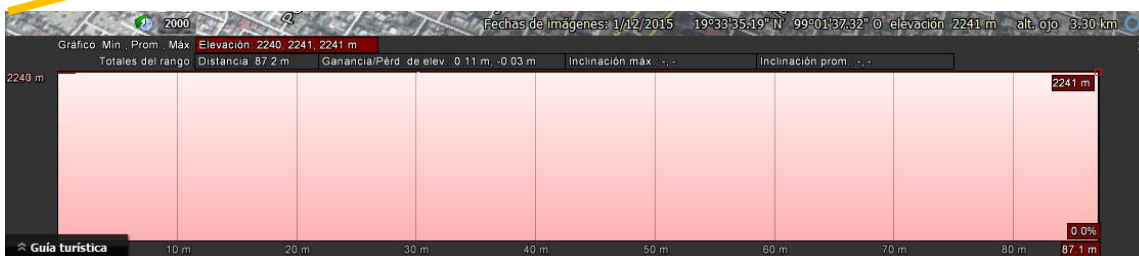 2000 Fechas de imágenes: 1/12/2015 19°33'35.19" N 99°01'37.32" O elevación 2241 m alt. ojo 3.30 km
Gráfico: Mín., Prom., Máx. Elevación: 2240, 2241, 2241 m
Totales del rango: Distancia: 87.2 m Ganancia/Pérd. de elev.: 0.11 m, -0.03 m Inclinación máx.: -, - Inclinación prom.: -, -
2240 m
2241 m
0.0%
Guía turística 10 m 20 m 30 m 40 m 50 m 60 m 70 m 80 m 87.1 m